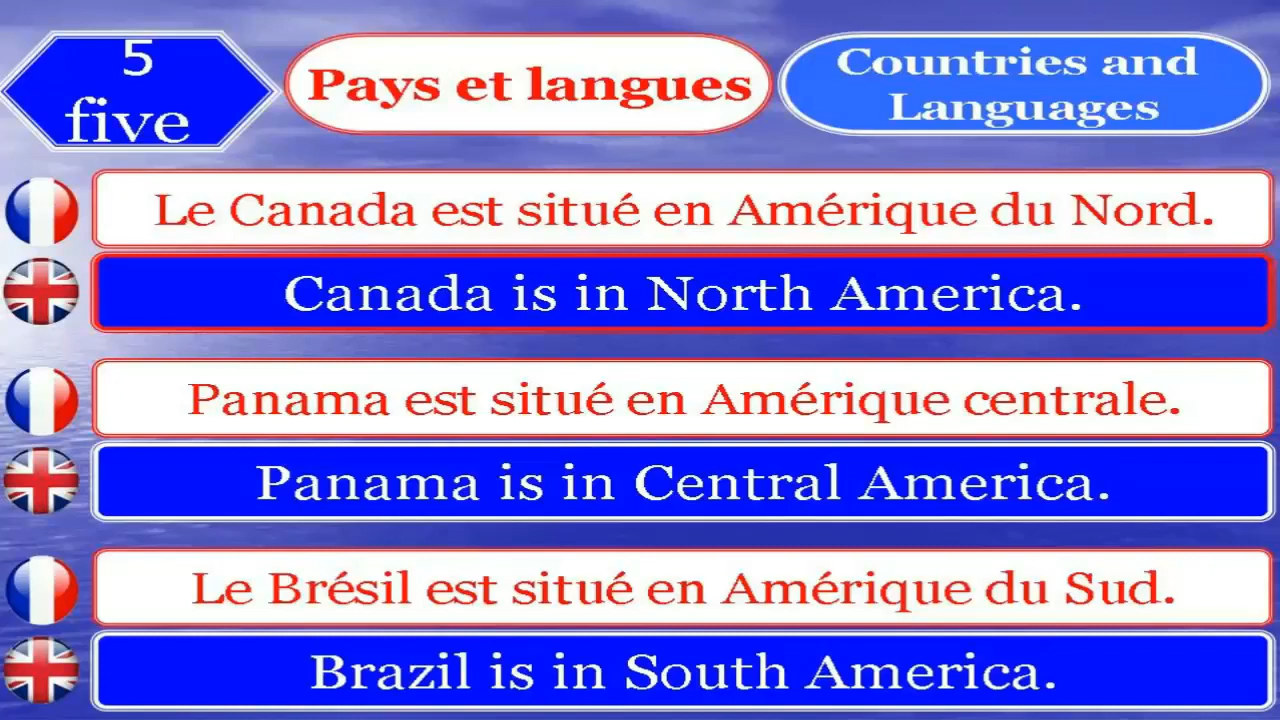 5
five
Pays et langues
Countries and
Languages
Le Canada est situé en Amérique du Nord.
Canada is in North America.
Panama est situé en Amérique centrale.
Panama is in Central America.
Le Brésil est situé en Amérique du Sud.
Brazil is in South America.